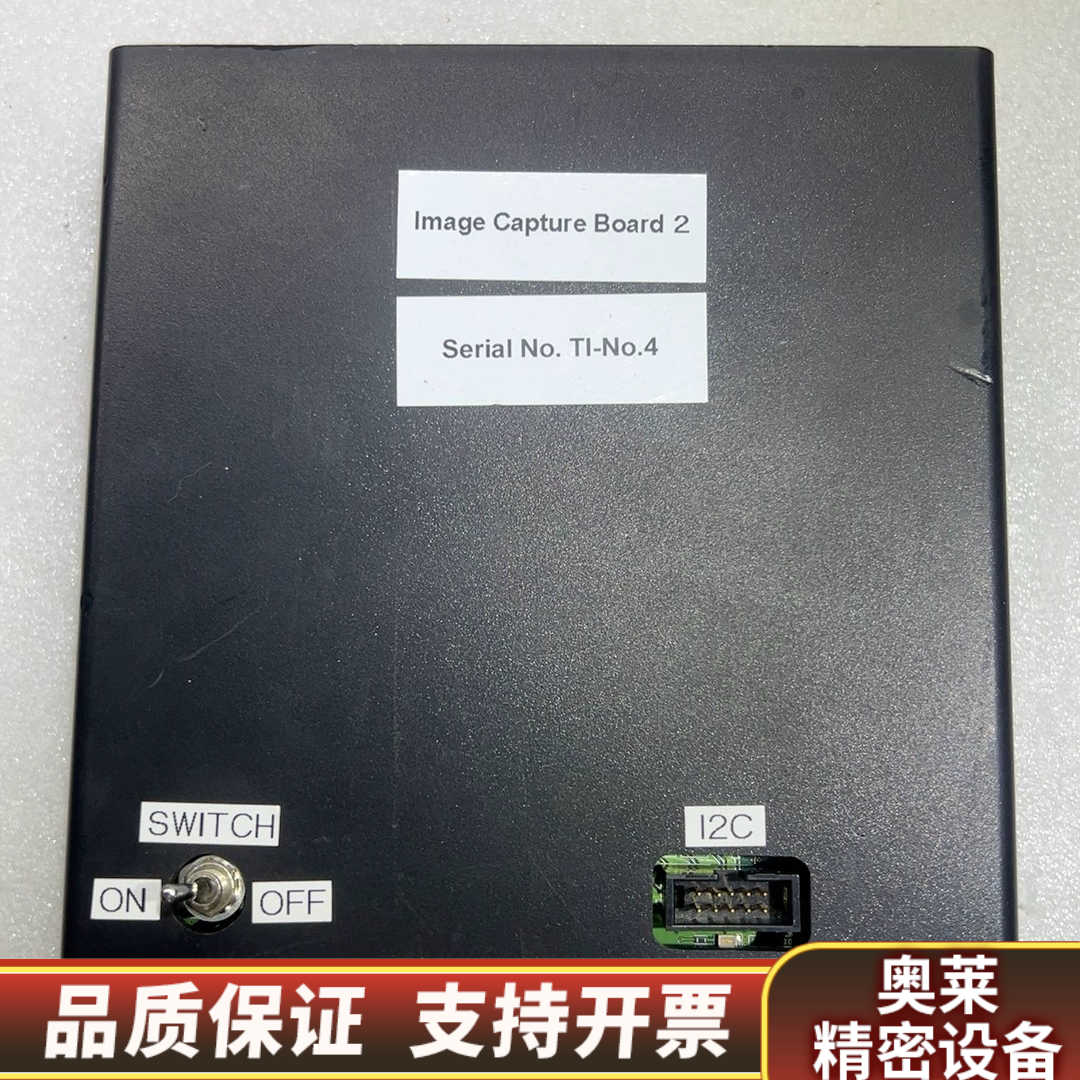 Image Capture Board 2
Serial No. TI-No.4
SWITCH
I2C
ON
OFF
品质保证 支持开票
奥莱
精密设备